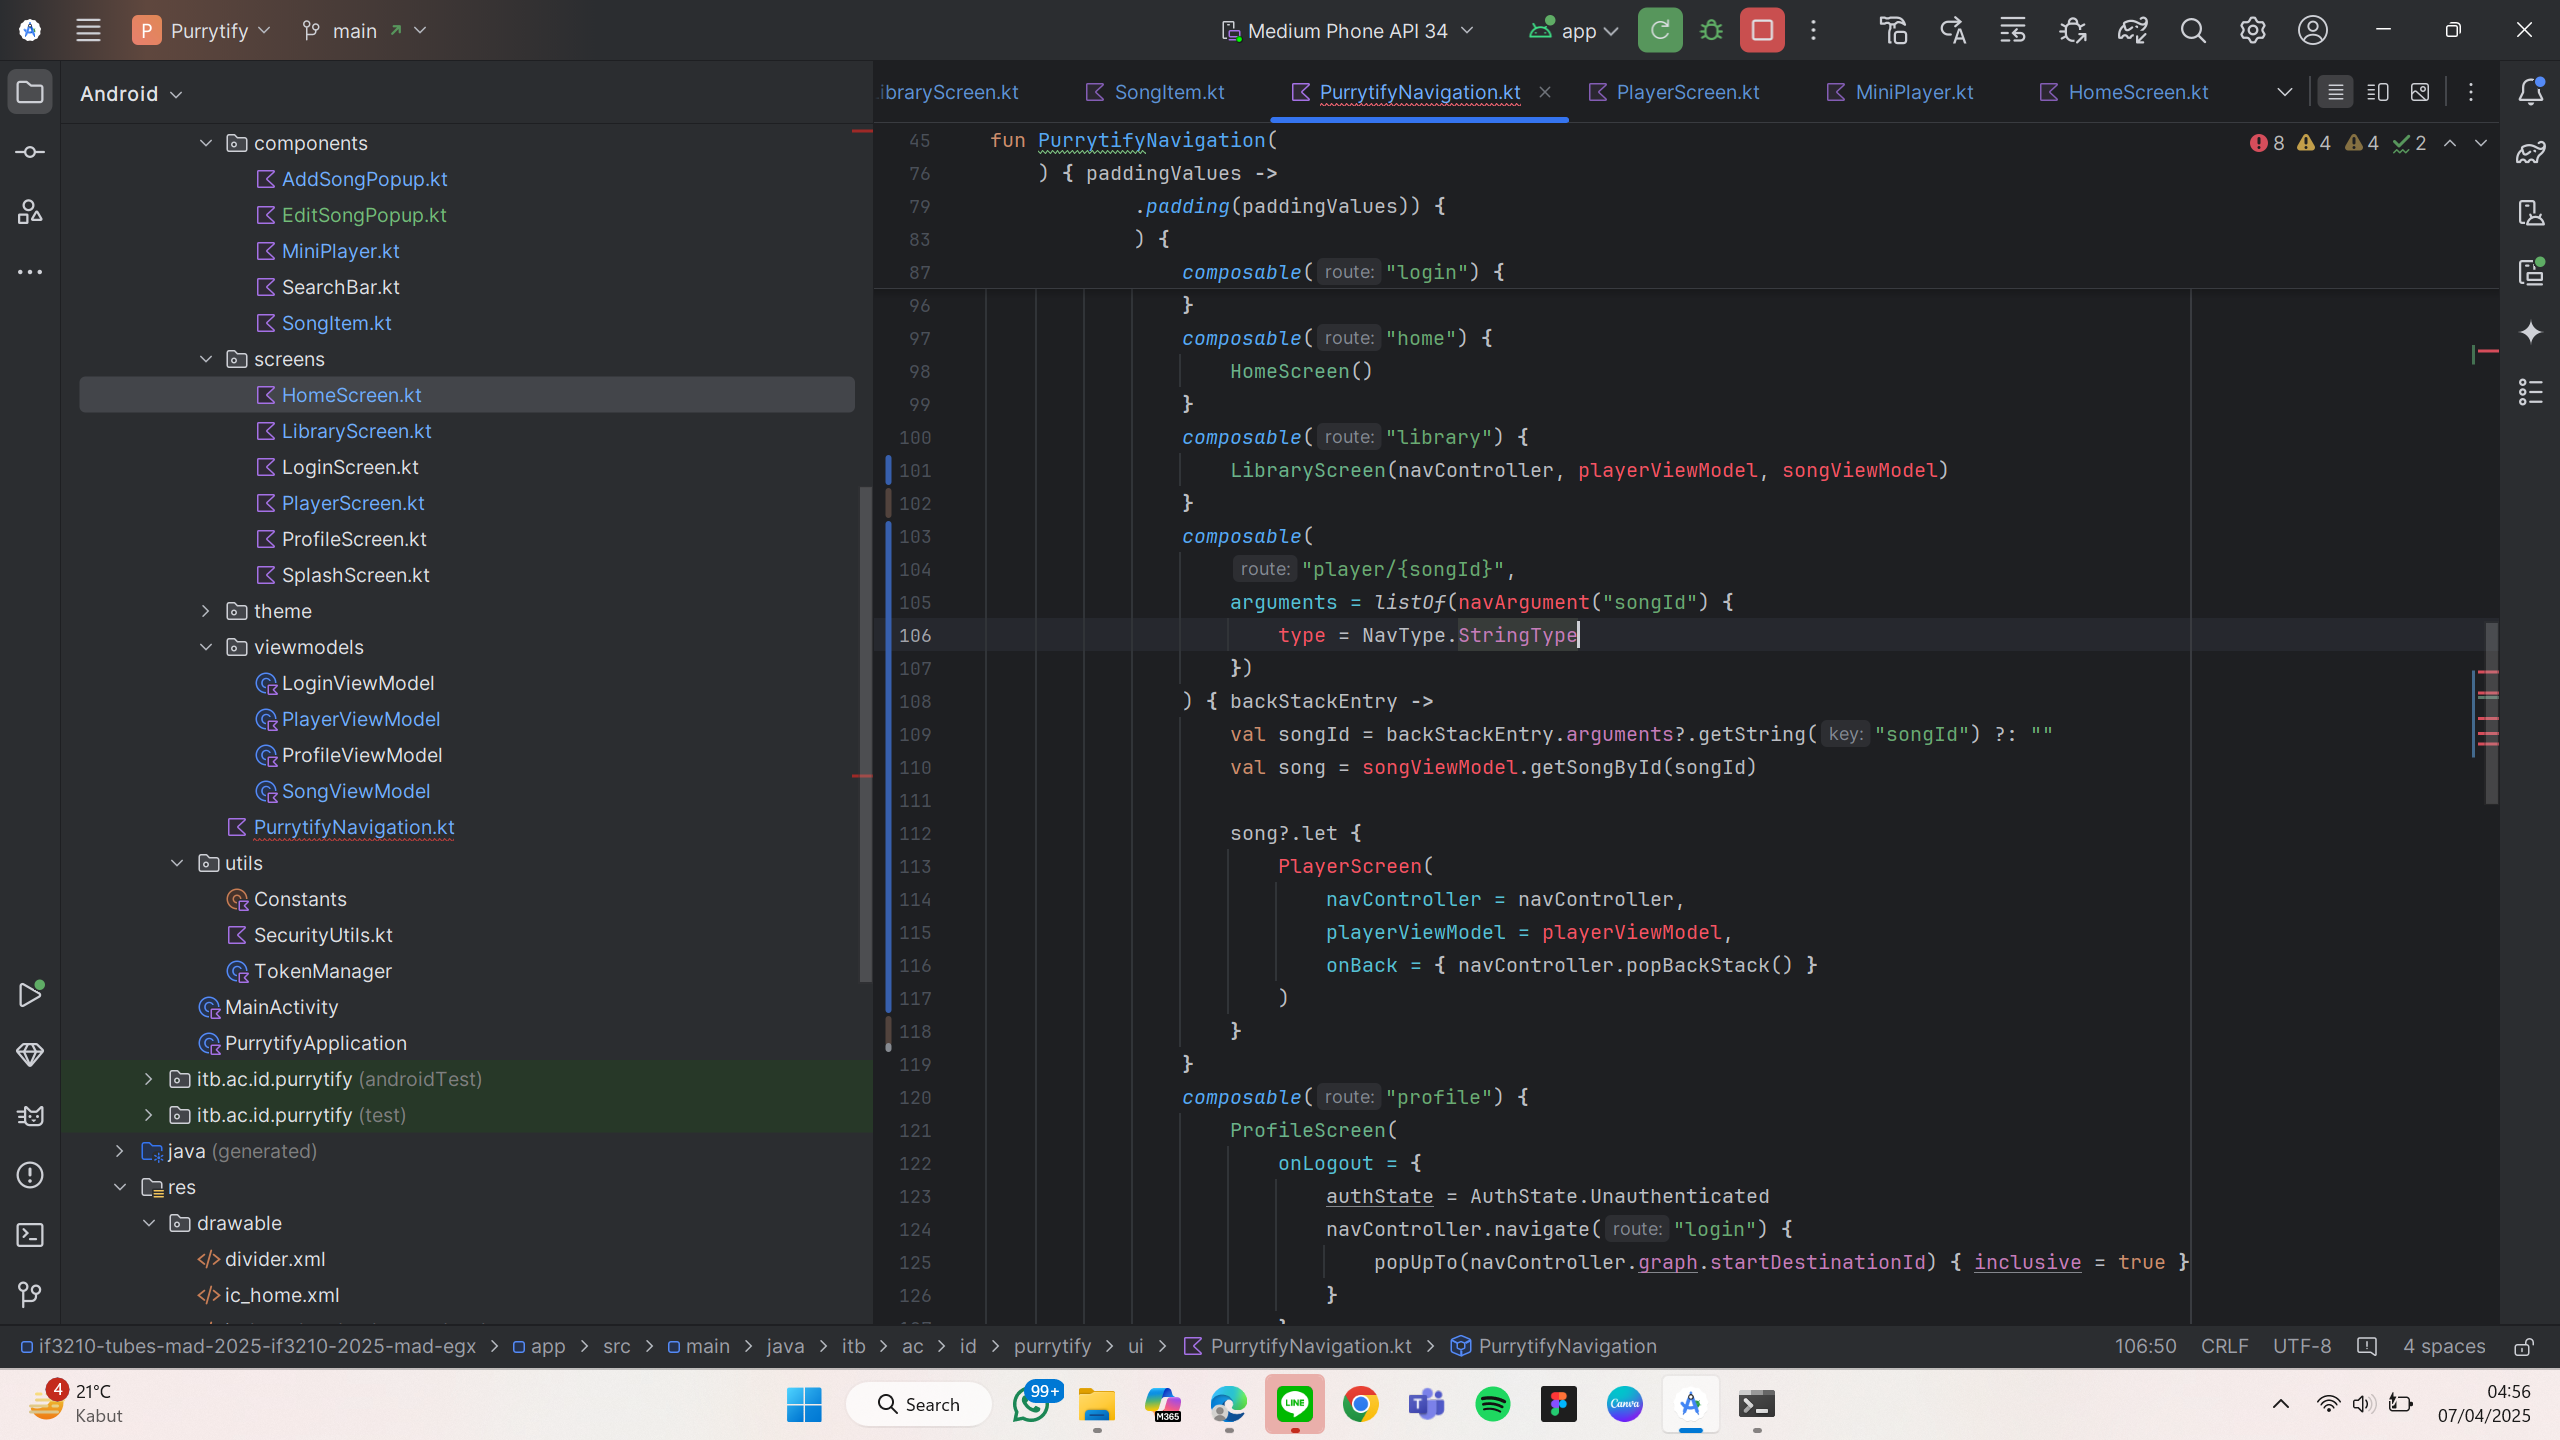 P Purrytify main Medium Phone API 34 app
Android
components
AddSongPopup.kt
EditSongPopup.kt
MiniPlayer.kt
SearchBar.kt
SongItem.kt
screens
HomeScreen.kt
LibraryScreen.kt
LoginScreen.kt
PlayerScreen.kt
ProfileScreen.kt
SplashScreen.kt
theme
viewmodels
LoginViewModel
PlayerViewModel
ProfileViewModel
SongViewModel
PurrytifyNavigation.kt
utils
Constants
SecurityUtils.kt
TokenManager
MainActivity
PurrytifyApplication
itb.ac.id.purrytify (androidTest)
itb.ac.id.purrytify (test)
java (generated)
res
drawable
divider.xml
ic_home.xml
ibraryScreen.kt SongItem.kt PurrytifyNavigation.kt PlayerScreen.kt MiniPlayer.kt HomeScreen.kt
8 4 4 2
45 fun PurrytifyNavigation(
76 ) { paddingValues ->
79 .padding(paddingValues)) {
83 ) {
87 composable( route: "login") {
96 }
97 composable( route: "home") {
98 HomeScreen()
99 }
100 composable( route: "library") {
101 LibraryScreen(navController, playerViewModel, songViewModel)
102 }
103 composable(
104 route: "player/{songId}",
105 arguments = listOf(navArgument("songId") {
106 type = NavType.StringType
107 })
108 ) { backStackEntry ->
109 val songId = backStackEntry.arguments?.getString( key: "songId") ?: ""
110 val song = songViewModel.getSongById(songId)
111
112 song?.let {
113 PlayerScreen(
114 navController = navController,
115 playerViewModel = playerViewModel,
116 onBack = { navController.popBackStack() }
117 )
118 }
119 }
120 composable( route: "profile") {
121 ProfileScreen(
122 onLogout = {
123 authState = AuthState.Unauthenticated
124 navController.navigate( route: "login") {
125 popUpTo(navController.graph.startDestinationId) { inclusive = true }
126 }
if3210-tubes-mad-2025-if3210-2025-mad-egx > app > src > main > java > itb > ac > id > purrytify > ui > PurrytifyNavigation.kt > PurrytifyNavigation 106:50 CRLF UTF-8 4 spaces
4 21°C
Kabut
Search
99+
M365
LINE
Canva
04:56
07/04/2025